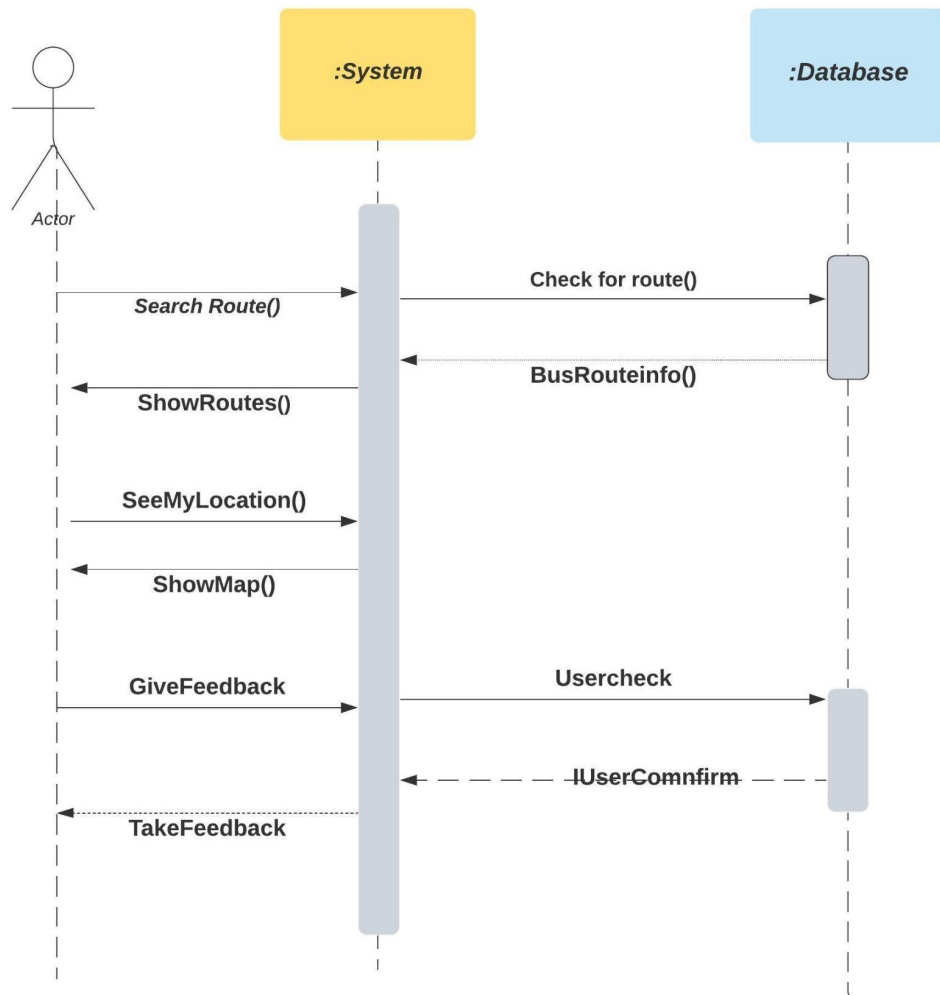 :System
:Database
Actor
Search Route()
Check for route()
BusRouteinfo()
ShowRoutes()
SeeMyLocation()
ShowMap()
GiveFeedback
Usercheck
IUserComnfirm
TakeFeedback